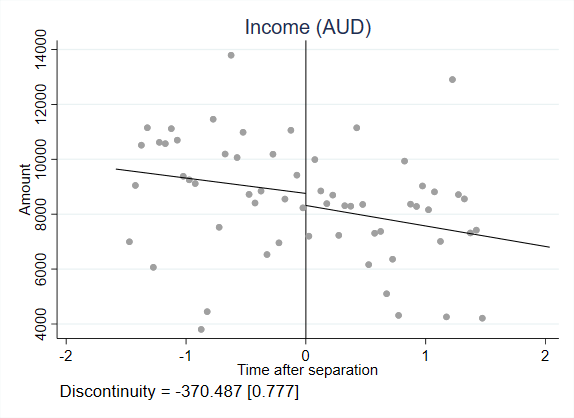 Income (AUD)
14000
12000
10000
8000
6000
4000
Amount
-2
-1
0
1
2
Time after separation
Discontinuity = -370.487 [0.777]